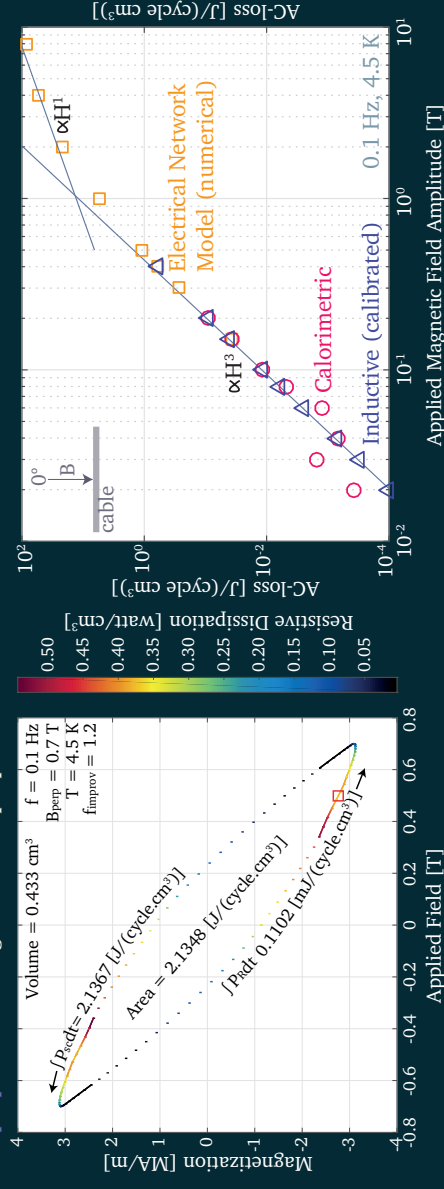 Volume = 0.433 cm³
f = 0.1 Hz
Bperp = 0.7 T
T = 4.5 K
fimprov = 1.2
∫Pscdt= 2.1367 [J/(cycle.cm³)]
Area = 2.1348 [J/(cycle.cm³)]
∫PRdt 0.1102 [mJ/(cycle.cm³)]
Magnetization [MA/m]
4
3
2
1
0
-1
-2
-3
-4
-0.8
-0.6
-0.4
-0.2
0
0.2
0.4
0.6
0.8
Applied Field [T]
0.50
0.45
0.40
0.35
0.30
0.25
0.20
0.15
0.10
0.05
Resistive Dissipation [watt/cm³]
AC-loss [J/(cycle cm³)]
10²
10⁰
10⁻²
10⁻⁴
10⁻²
10⁻¹
10⁰
10¹
Applied Magnetic Field Amplitude [T]
0°
B
cable
∝H³
∝H¹
Electrical Network
Model (numerical)
Calorimetric
Inductive (calibrated)
0.1 Hz, 4.5 K
AC-loss [J/(cycle cm³)]